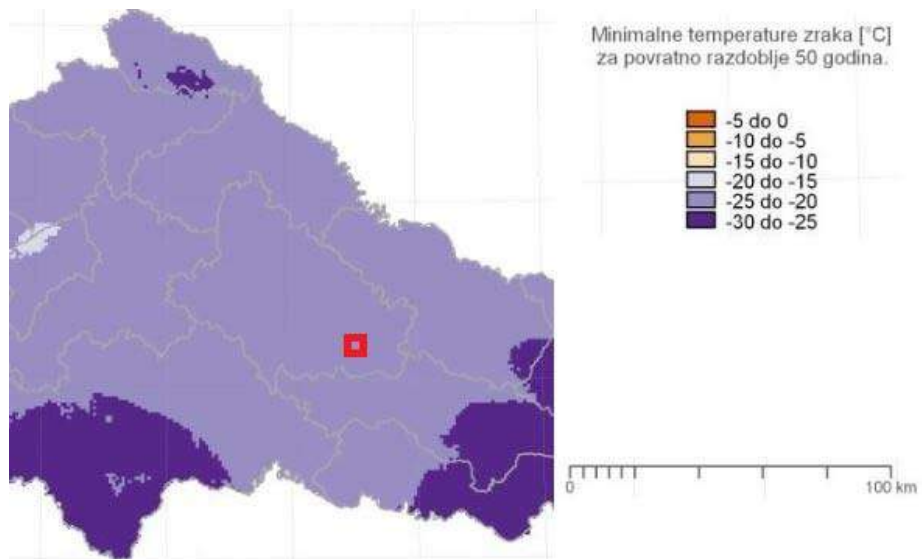 Minimalne temperature zraka [°C]
za povratno razdoblje 50 godina.
-5 do 0
-10 do -5
-15 do -10
-20 do -15
-25 do -20
-30 do -25
0
100 km